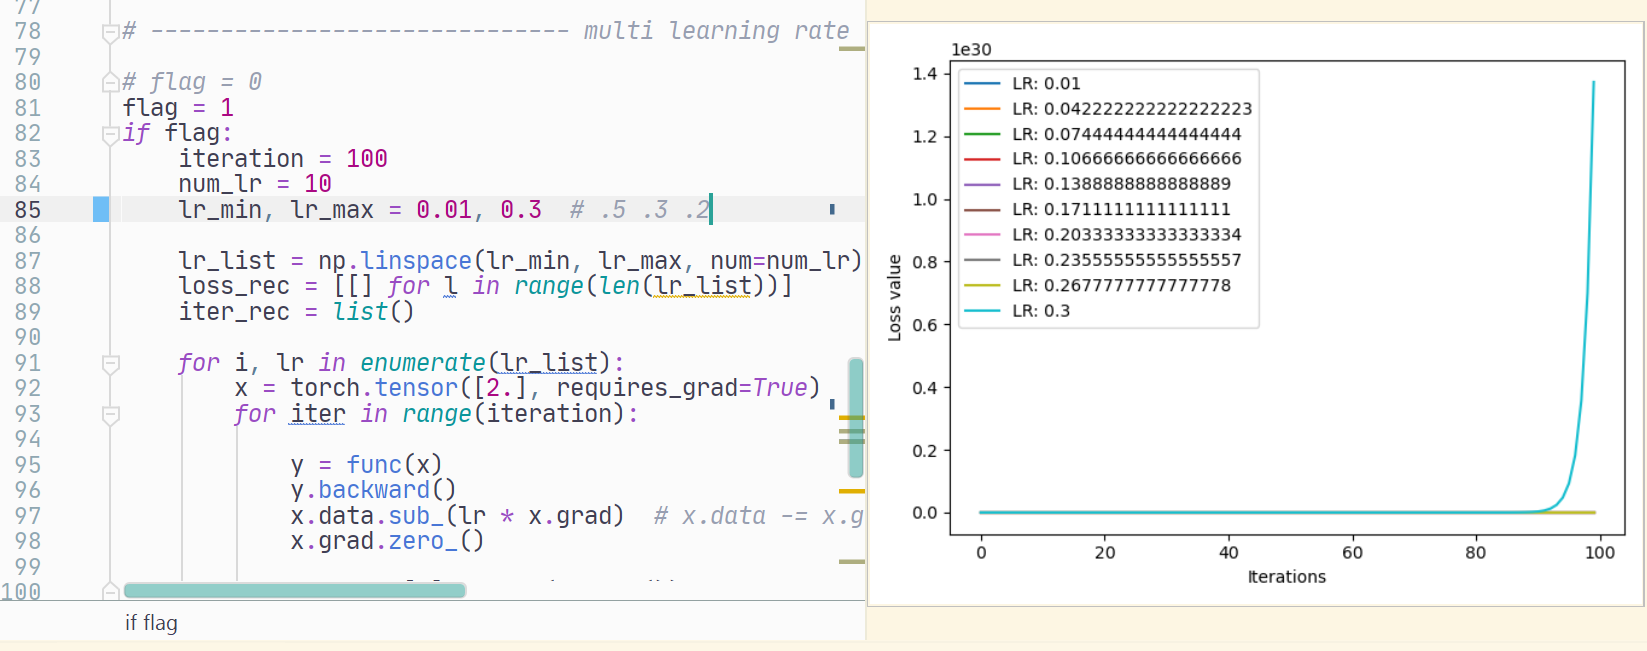 77
78 # ------------------------------ multi learning rate
79
80 # flag = 0
81 flag = 1
82 if flag:
83 iteration = 100
84 num_lr = 10
85 lr_min, lr_max = 0.01, 0.3 # .5 .3 .2
86
87 lr_list = np.linspace(lr_min, lr_max, num=num_lr)
88 loss_rec = [[] for l in range(len(lr_list))]
89 iter_rec = list()
90
91 for i, lr in enumerate(lr_list):
92 x = torch.tensor([2.], requires_grad=True)
93 for iter in range(iteration):
94
95 y = func(x)
96 y.backward()
97 x.data.sub_(lr * x.grad) # x.data -= x.g
98 x.grad.zero_()
99
100
if flag
1e30
1.4
1.2
1.0
0.8
0.6
0.4
0.2
0.0
Loss value
LR: 0.01
LR: 0.042222222222222223
LR: 0.07444444444444444
LR: 0.10666666666666666
LR: 0.1388888888888889
LR: 0.1711111111111111
LR: 0.20333333333333334
LR: 0.23555555555555557
LR: 0.2677777777777778
LR: 0.3
0 20 40 60 80 100
Iterations